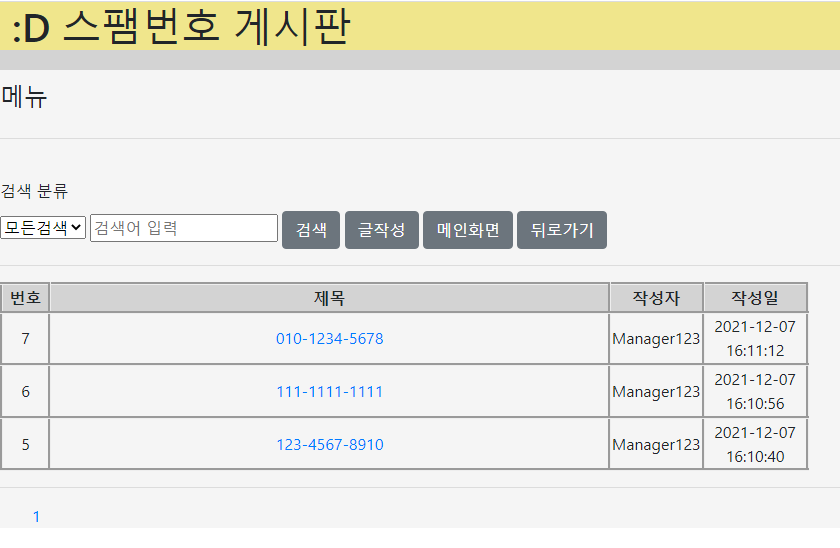 :D 스팸번호 게시판
메뉴
검색 분류
모든검색 검색어 입력 검색 글작성 메인화면 뒤로가기
번호 제목 작성자 작성일
7 010-1234-5678 Manager123 2021-12-07 16:11:12
6 111-1111-1111 Manager123 2021-12-07 16:10:56
5 123-4567-8910 Manager123 2021-12-07 16:10:40
1